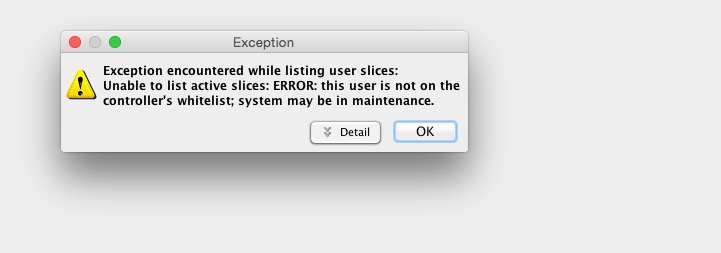 Exception
Exception encountered while listing user slices:
Unable to list active slices: ERROR: this user is not on the
controller's whitelist; system may be in maintenance.
Detail
OK